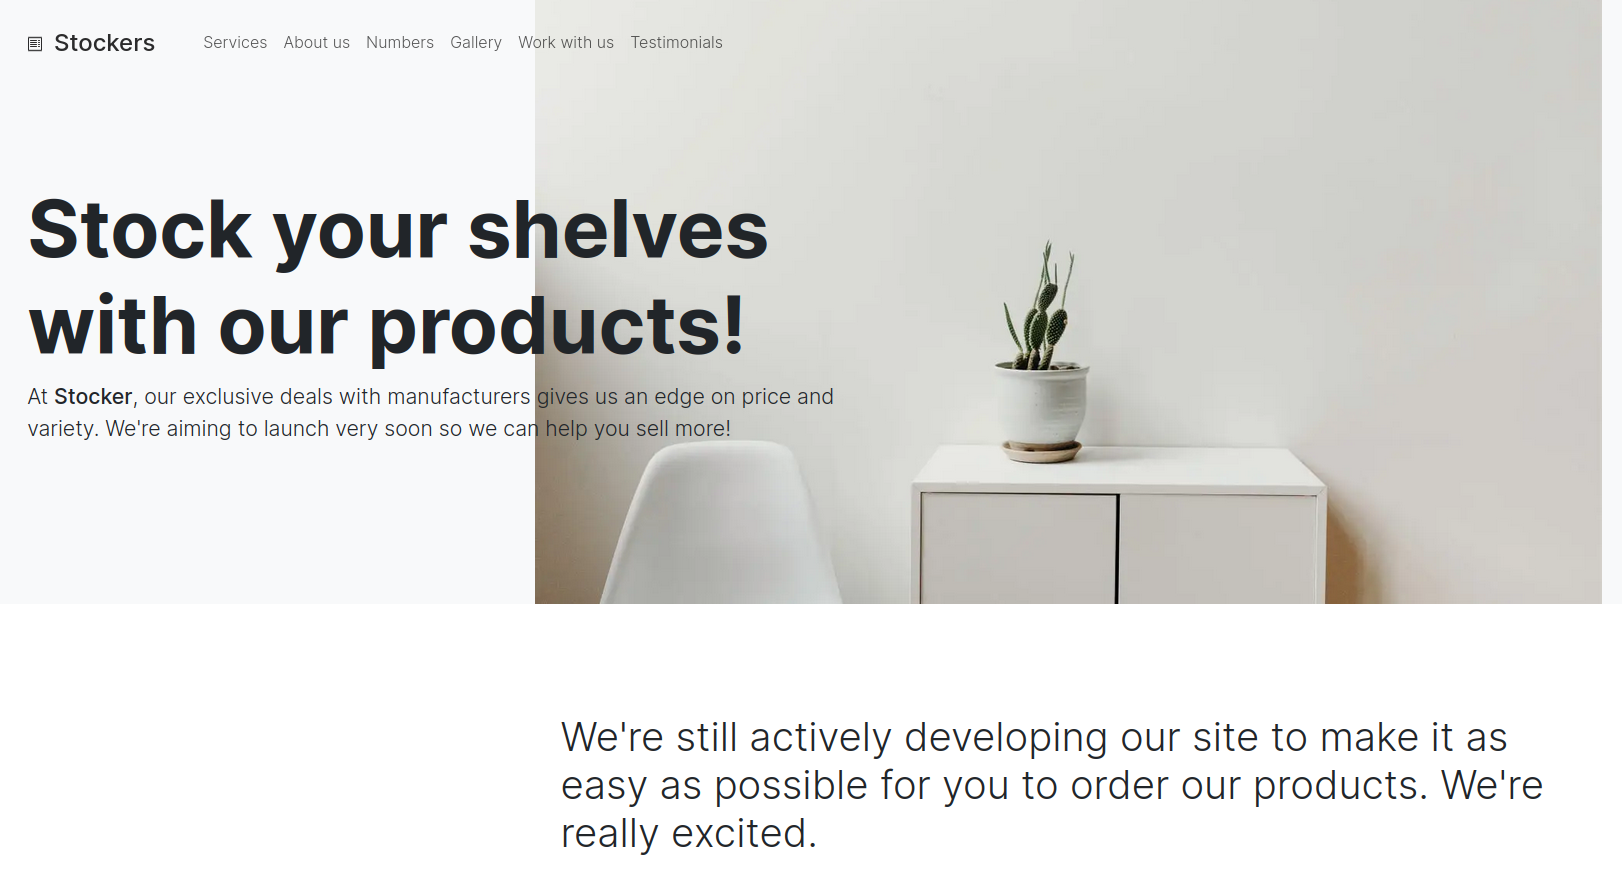 Stockers
Services About us Numbers Gallery Work with us Testimonials
Stock your shelves
with our products!
At Stocker, our exclusive deals with manufacturers gives us an edge on price and
variety. We're aiming to launch very soon so we can help you sell more!
We're still actively developing our site to make it as
easy as possible for you to order our products. We're
really excited.